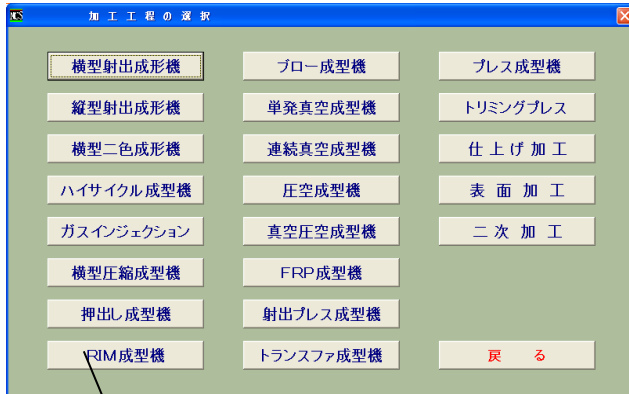 加工工程の選択
横型射出成形機
ブロー成型機
プレス成型機
縦型射出成形機
単発真空成型機
トリミングプレス
横型二色成形機
連続真空成型機
仕上げ加工
ハイサイクル成型機
圧空成型機
表面加工
ガスインジェクション
真空圧空成型機
二次加工
横型圧縮成型機
FRP成型機
押出し成型機
射出プレス成型機
RIM成型機
トランスファ成型機
戻る